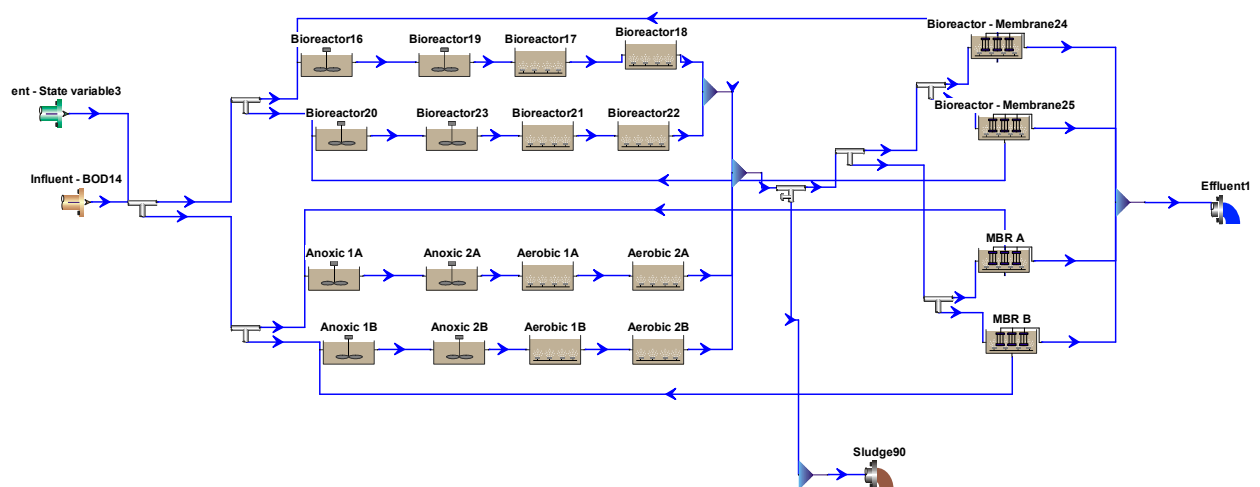 Bioreactor - Membrane24
Bioreactor16
Bioreactor19
Bioreactor17
Bioreactor18
ent - State variable3
Bioreactor20
Bioreactor23
Bioreactor21
Bioreactor22
Bioreactor - Membrane25
Influent - BOD14
Effluent1
Anoxic 1A
Anoxic 2A
Aerobic 1A
Aerobic 2A
MBR A
Anoxic 1B
Anoxic 2B
Aerobic 1B
Aerobic 2B
MBR B
Sludge90